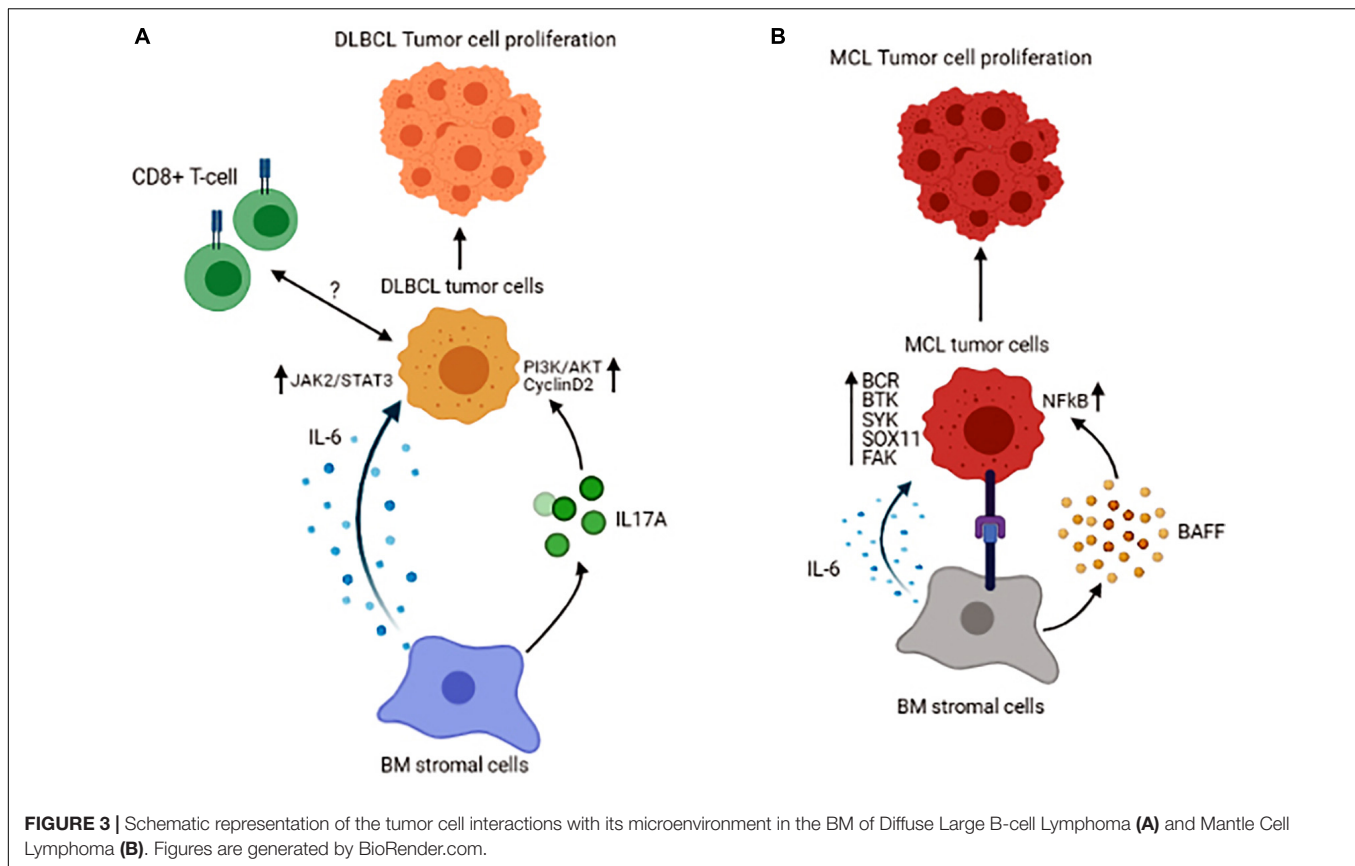 A
DLBCL Tumor cell proliferation
CD8+ T-cell
?
DLBCL tumor cells
JAK2/STAT3
PI3K/AKT
CyclinD2
IL-6
IL17A
BM stromal cells
B
MCL Tumor cell proliferation
MCL tumor cells
BCR
BTK
SYK
SOX11
FAK
NFkB
IL-6
BAFF
BM stromal cells
FIGURE 3 | Schematic representation of the tumor cell interactions with its microenvironment in the BM of Diffuse Large B-cell Lymphoma (A) and Mantle Cell
Lymphoma (B). Figures are generated by BioRender.com.